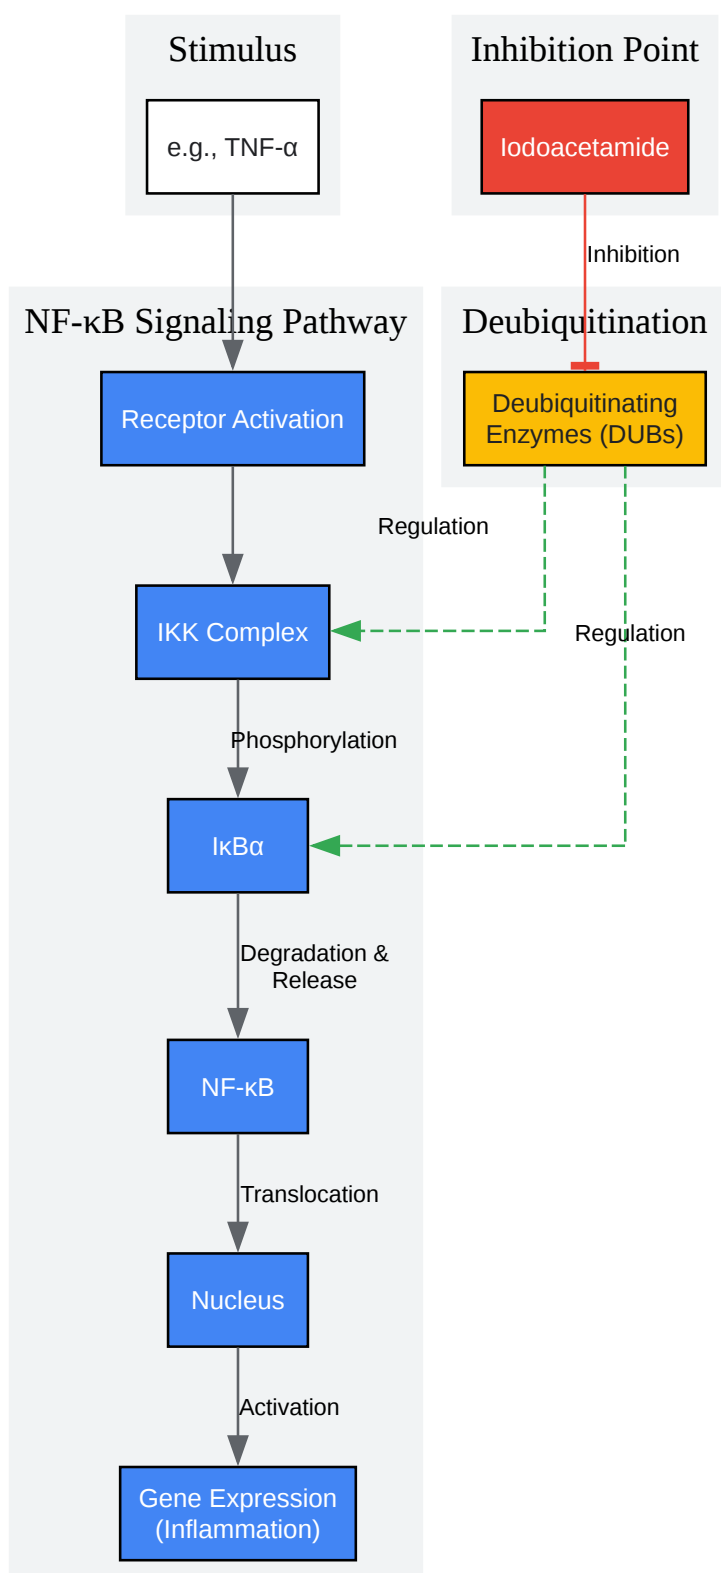 Stimulus
Inhibition Point
e.g., TNF-α
Iodoacetamide
Inhibition
NF-κB Signaling Pathway
Deubiquitination
Receptor Activation
Deubiquitinating
Enzymes (DUBs)
Regulation
IKK Complex
Regulation
Phosphorylation
IκBα
Degradation &
Release
NF-κB
Translocation
Nucleus
Activation
Gene Expression
(Inflammation)